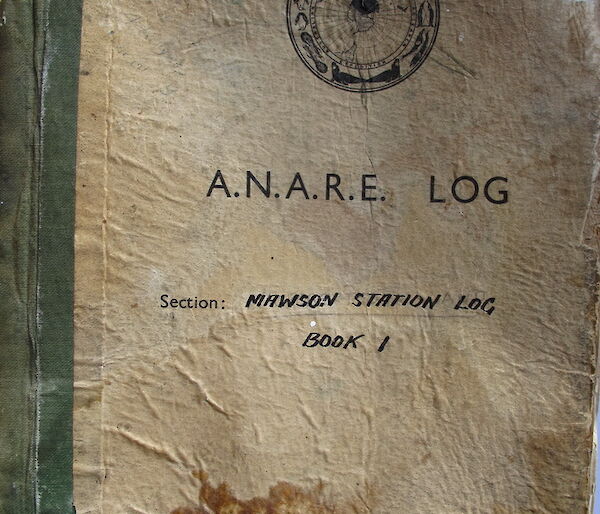 A.N.A.R.E. LOG
Section: MAWSON STATION LOG
BOOK 1